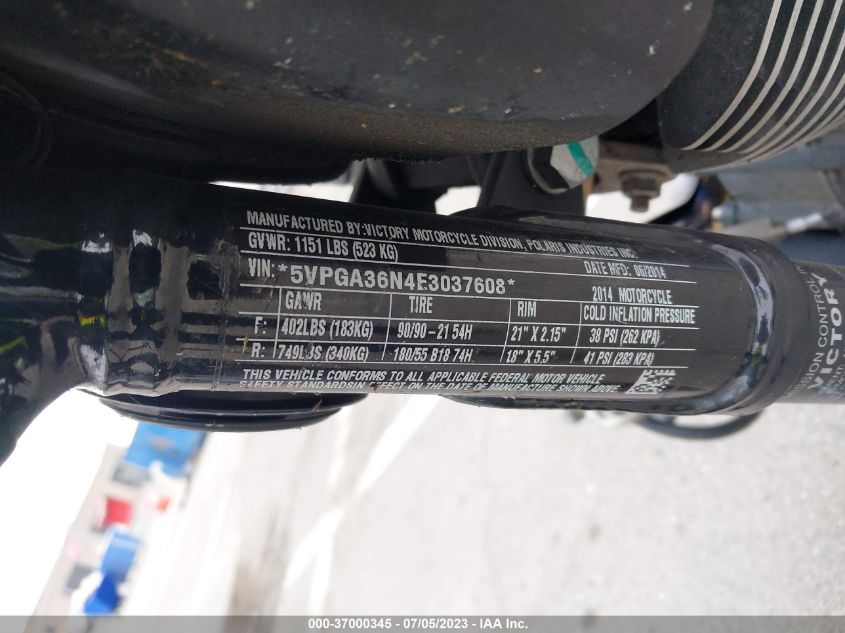 MANUFACTURED BY:VICTORY MOTORCYCLE DIVISION, POLARIS INDUSTRIES INC.
GVWR: 1151 LBS (523 KG) DATE MFD: 06/2014
VIN: *5VPGA36N4E3037608*
GAWR TIRE RIM 2014 MOTORCYCLE
COLD INFLATION PRESSURE
F: 402LBS (183KG) 90/90 - 21 54H 21" X 2.15" 38 PSI (262 KPA)
R: 749LBS (340KG) 180/55 B18 74H 18" X 5.5" 41 PSI (283 KPA)
THIS VEHICLE CONFORMS TO ALL APPLICABLE FEDERAL MOTOR VEHICLE
SAFETY STANDARDSIN EFFECT ON THE DATE OF MANUFACTURE SHOWN ABOVE
CONTROL
VICTOR
000-37000345 / 07/05/2023 - IAA Inc.